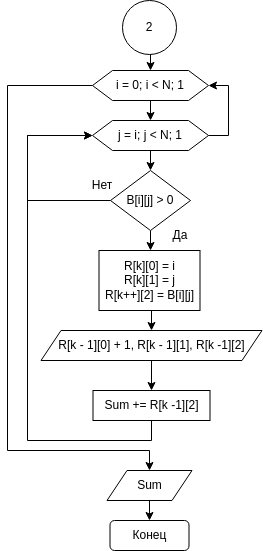 2
i = 0; i < N; 1
j = i; j < N; 1
Нет
B[i][j] > 0
Да
R[k][0] = i
R[k][1] = j
R[k++][2] = B[i][j]
R[k - 1][0] + 1, R[k - 1][1], R[k -1][2]
Sum += R[k -1][2]
Sum
Конец